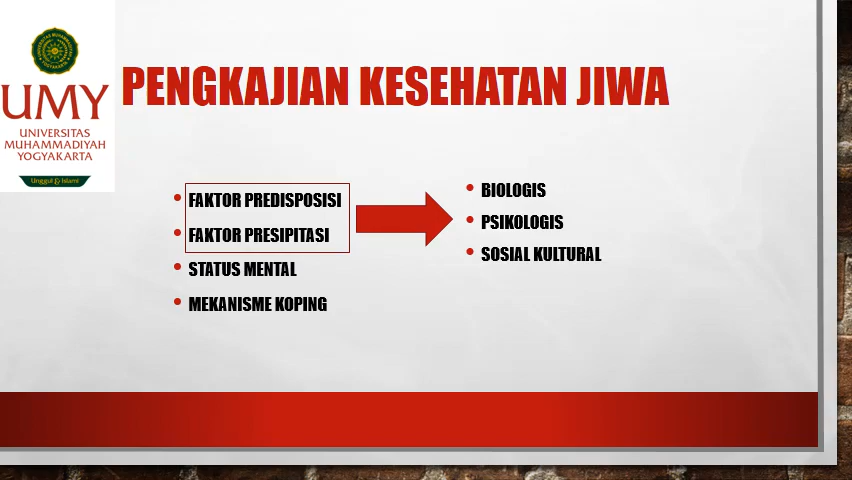 UMY
UNIVERSITAS
MUHAMMADIYAH
YOGYAKARTA
Unggul & Islami
PENGKAJIAN KESEHATAN JIWA
• FAKTOR PREDISPOSISI
• FAKTOR PRESIPITASI
• STATUS MENTAL
• MEKANISME KOPING
• BIOLOGIS
• PSIKOLOGIS
• SOSIAL KULTURAL